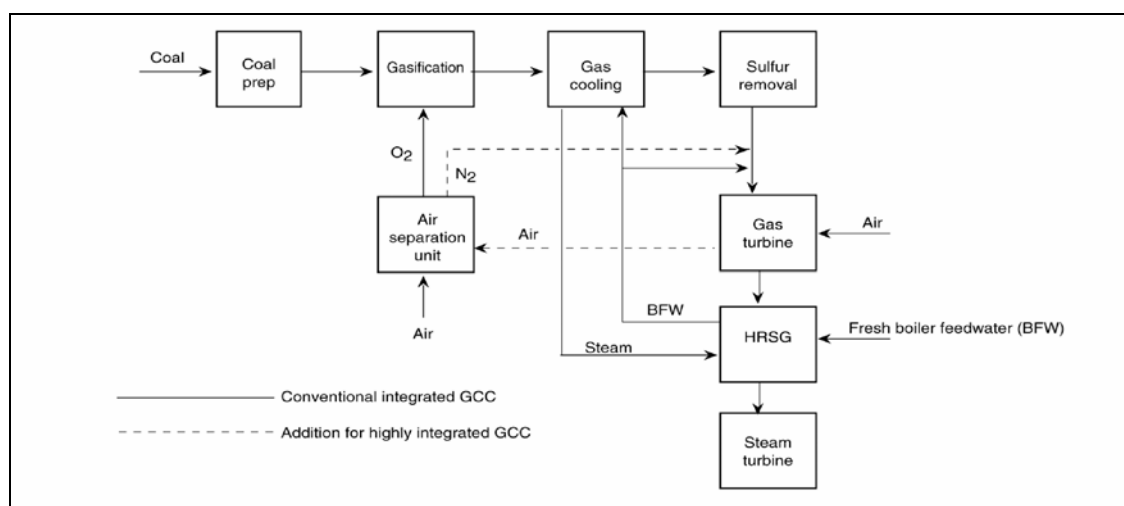 Coal
Coal
prep
Gasification
Gas
cooling
Sulfur
removal
O2
N2
Air
separation
unit
Air
Gas
turbine
Air
Air
BFW
HRSG
Fresh boiler feedwater (BFW)
Steam
Conventional integrated GCC
Addition for highly integrated GCC
Steam
turbine